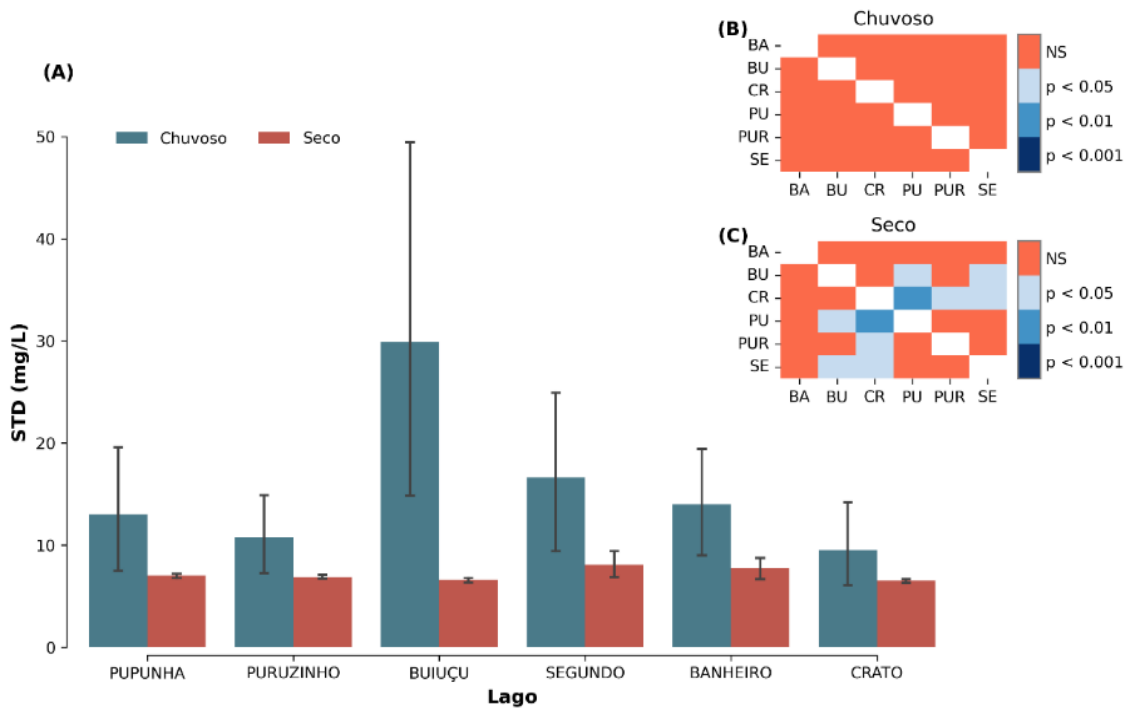 (A)
Chuvoso Seco
50
40
30
20
10
0
STD (mg/L)
PUPUNHA PURUZINHO BUIUÇU SEGUNDO BANHEIRO CRATO
Lago
(B)
Chuvoso
BA
BU
CR
PU
PUR
SE
BA BU CR PU PUR SE
NS
p < 0.05
p < 0.01
p < 0.001
(C)
Seco
BA
BU
CR
PU
PUR
SE
BA BU CR PU PUR SE
NS
p < 0.05
p < 0.01
p < 0.001